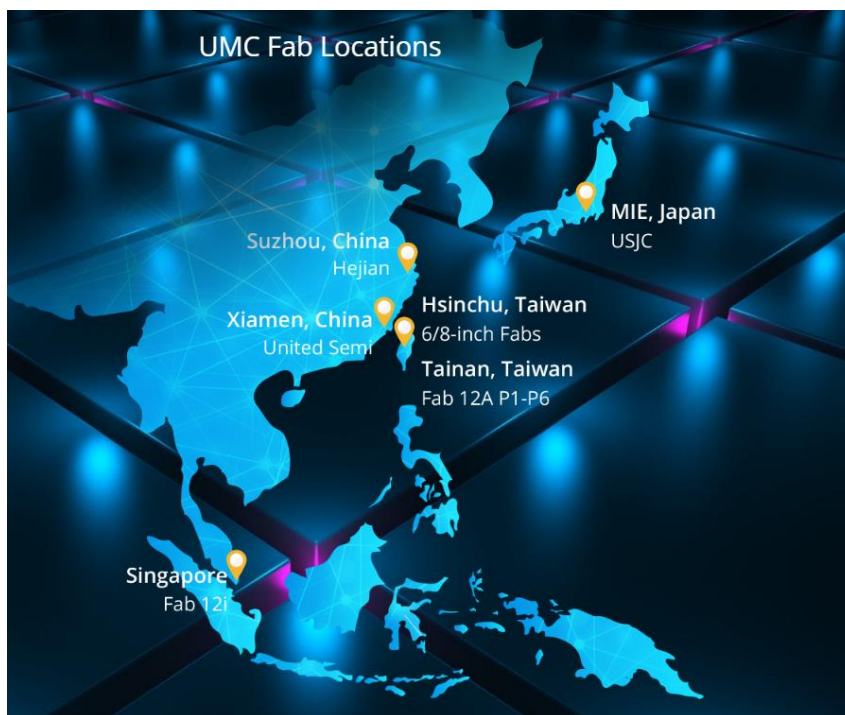 UMC Fab Locations
MIE, Japan
USJC
Suzhou, China
Hejian
Hsinchu, Taiwan
6/8-inch Fabs
Xiamen, China
United Semi
Tainan, Taiwan
Fab 12A P1-P6
Singapore
Fab 12i